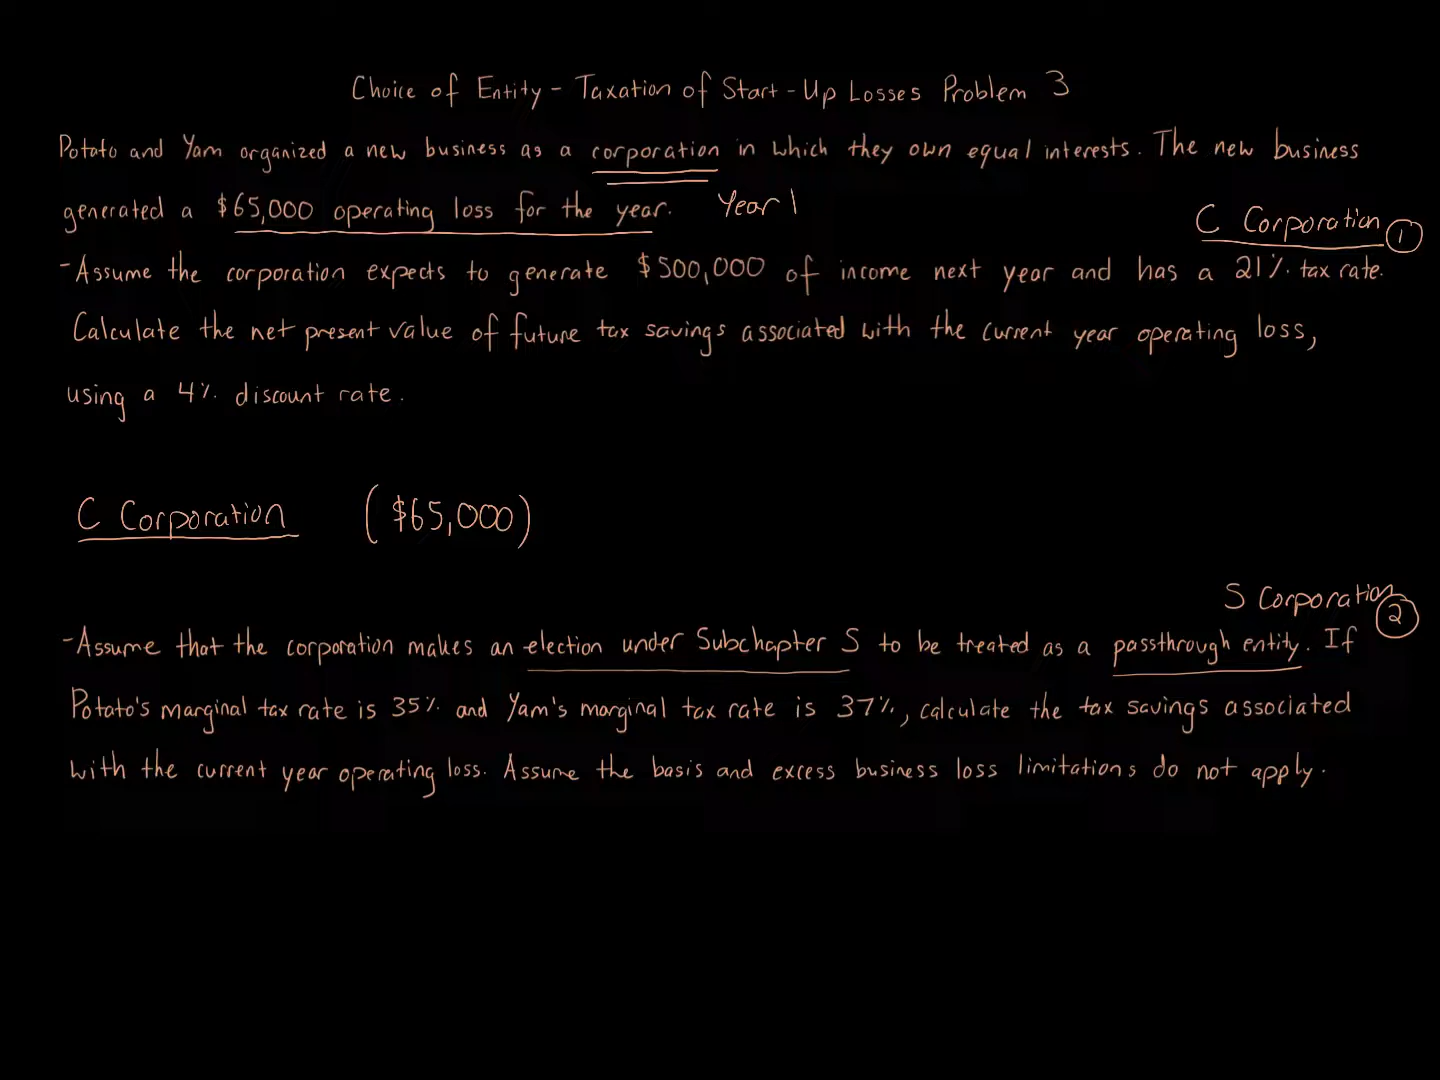 Choice of Entity - Taxation of Start-Up Losses Problem 3
Potato and Yam organized a new business as a corporation in which they own equal interests. The new business
generated a $65,000 operating loss for the year. Year 1
C Corporation 1
-Assume the corporation expects to generate $500,000 of income next year and has a 21% tax rate.
Calculate the net present value of future tax savings associated with the current year operating loss,
using a 4% discount rate.
C Corporation ($65,000)
S Corporation 2
-Assume that the corporation makes an election under Subchapter S to be treated as a passthrough entity. If
Potato's marginal tax rate is 35% and Yam's marginal tax rate is 37%, calculate the tax savings associated
with the current year operating loss. Assume the basis and excess business loss limitations do not apply.